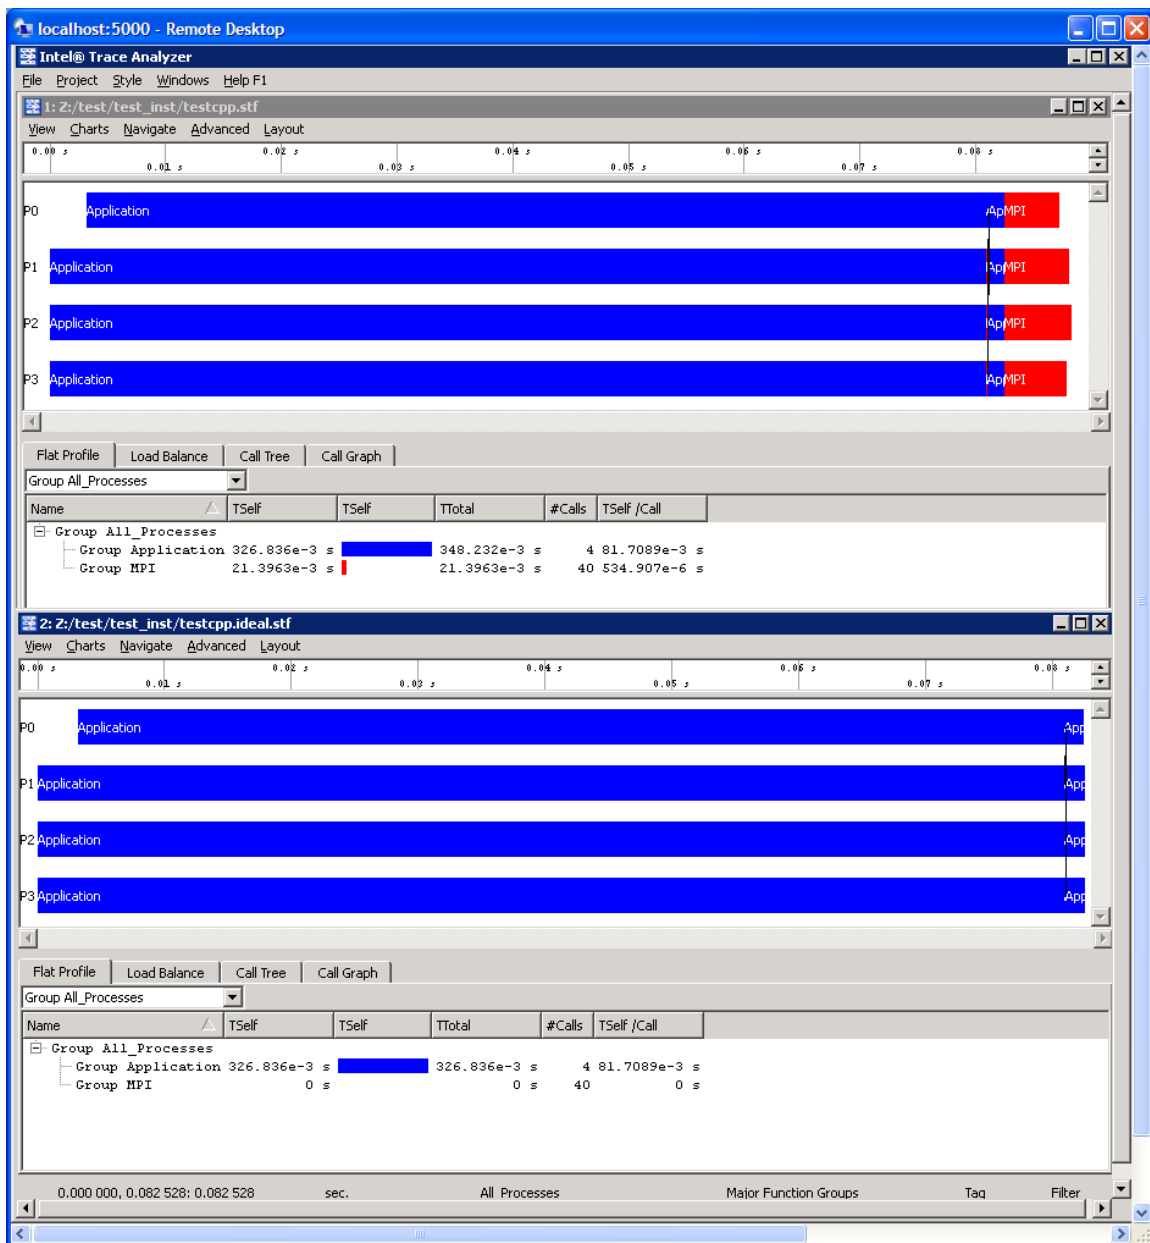 localhost:5000 - Remote Desktop
Intel® Trace Analyzer
File Project Style Windows Help F1
1: Z:/test/test_inst/testcpp.stf
View Charts Navigate Advanced Layout
0.00 s 0.02 s 0.04 s 0.06 s 0.08 s
0.01 s 0.03 s 0.05 s 0.07 s
P0 Application Ap MPI
P1 Application Ap MPI
P2 Application Ap MPI
P3 Application Ap MPI
Flat Profile Load Balance Call Tree Call Graph
Group All_Processes
Name TSelf TSelf TTotal #Calls TSelf /Call
Group All_Processes
Group Application 326.836e-3 s 348.232e-3 s 4 81.7089e-3 s
Group MPI 21.3963e-3 s 21.3963e-3 s 40 534.907e-6 s
2: Z:/test/test_inst/testcpp.ideal.stf
View Charts Navigate Advanced Layout
0.00 s 0.02 s 0.04 s 0.06 s 0.08 s
0.01 s 0.03 s 0.05 s 0.07 s
P0 Application App
P1 Application App
P2 Application App
P3 Application App
Flat Profile Load Balance Call Tree Call Graph
Group All_Processes
Name TSelf TSelf TTotal #Calls TSelf /Call
Group All_Processes
Group Application 326.836e-3 s 326.836e-3 s 4 81.7089e-3 s
Group MPI 0 s 0 s 40 0 s
0.000 000, 0.082 528: 0.082 528 sec. All Processes Major Function Groups Tag Filter